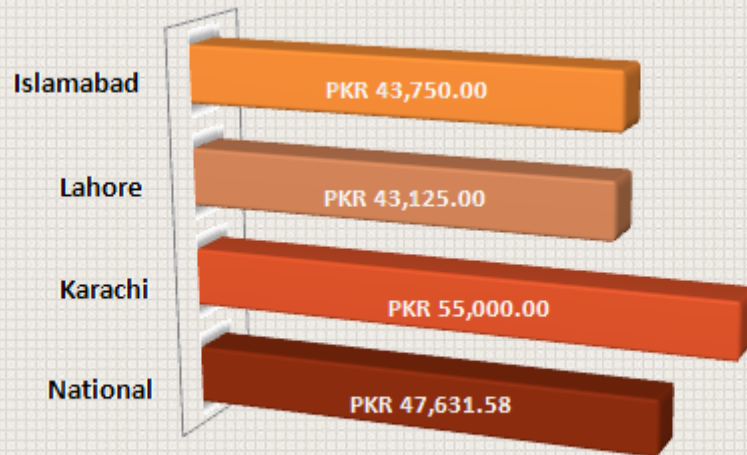 Islamabad PKR 43,750.00
Lahore PKR 43,125.00
Karachi PKR 55,000.00
National PKR 47,631.58